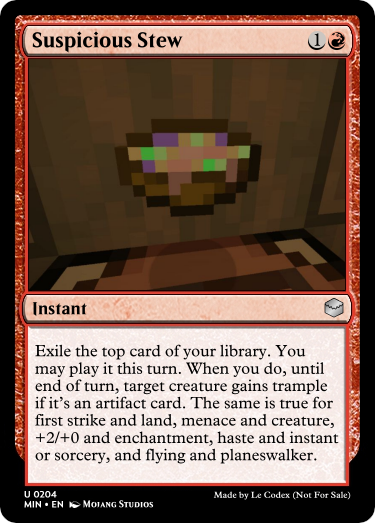 Suspicious Stew
1
Instant
Exile the top card of your library. You
may play it this turn. When you do, until
end of turn, target creature gains trample
if it's an artifact card. The same is true for
first strike and land, menace and creature,
+2/+0 and enchantment, haste and instant
or sorcery, and flying and planeswalker.
U 0204
MIN • EN Mojang Studios
Made by Le Codex (Not For Sale)